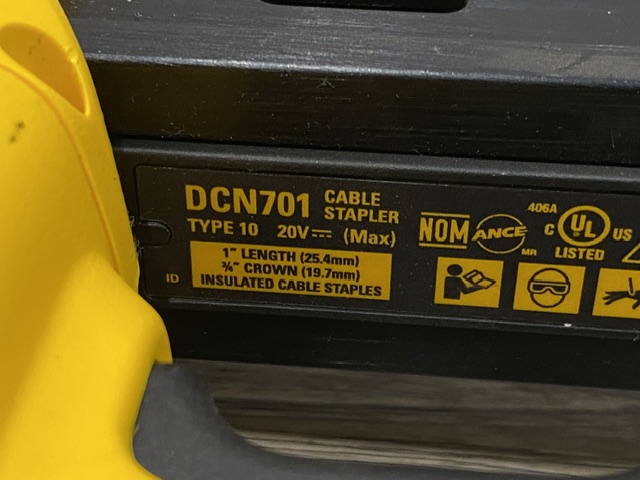 DCN701 CABLE STAPLER
TYPE 10 20V⎓ (Max)
1" LENGTH (25.4mm)
¾" CROWN (19.7mm)
INSULATED CABLE STAPLES
ID
NOM ANCE
MR
406A
C UL US
LISTED